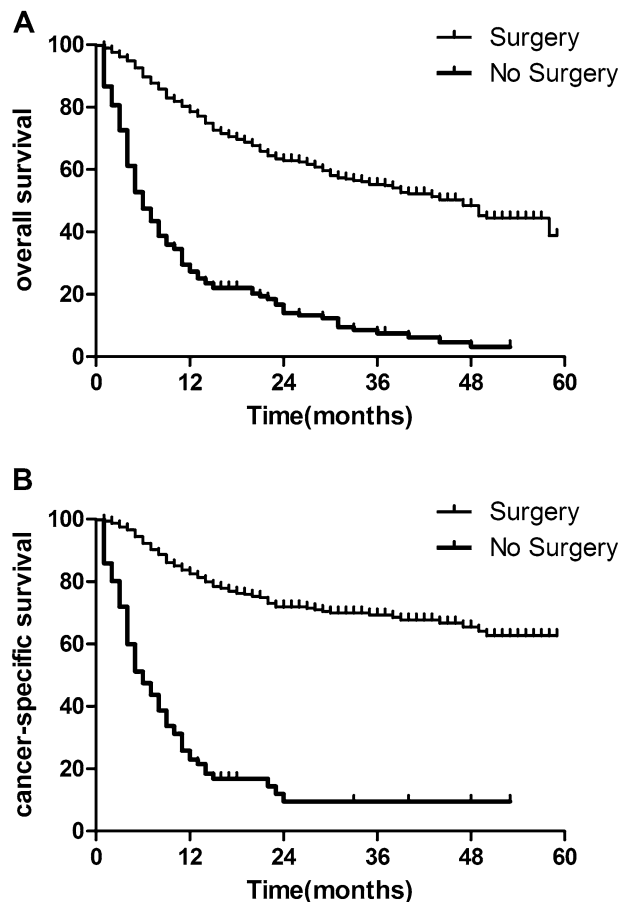 A
Surgery
No Surgery
overall survival
100
80
60
40
20
0
0 12 24 36 48 60
Time(months)
B
Surgery
No Surgery
cancer-specific survival
100
80
60
40
20
0
0 12 24 36 48 60
Time(months)